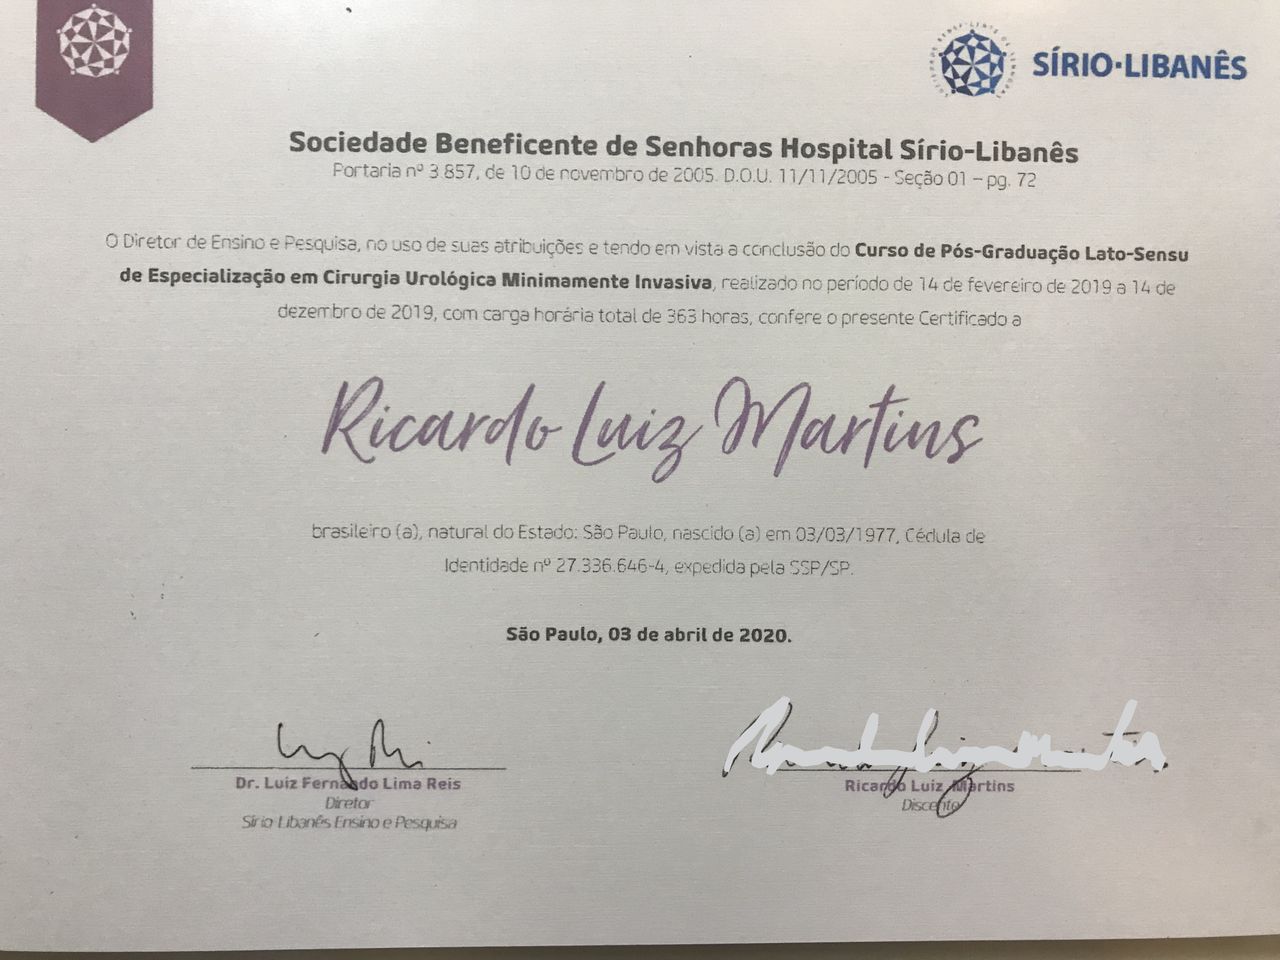 SÍRIO·LIBANÊS
Sociedade Beneficente de Senhoras Hospital Sírio-Libanês
Portaria nº 3.857, de 10 de novembro de 2005. D.O.U. 11/11/2005 - Seção 01 – pg. 72
O Diretor de Ensino e Pesquisa, no uso de suas atribuições e tendo em vista a conclusão do Curso de Pós-Graduação Lato-Sensu
de Especialização em Cirurgia Urológica Minimamente Invasiva, realizado no período de 14 de fevereiro de 2019 a 14 de
dezembro de 2019, com carga horária total de 363 horas, confere o presente Certificado a
Ricardo Luiz Martins
brasileiro (a), natural do Estado: São Paulo, nascido (a) em 03/03/1977, Cédula de
Identidade nº 27.336.646-4, expedida pela SSP/SP.
São Paulo, 03 de abril de 2020.
Dr. Luiz Fernando Lima Reis
Diretor
Sírio-Libanês Ensino e Pesquisa
Ricardo Luiz Martins
Discente